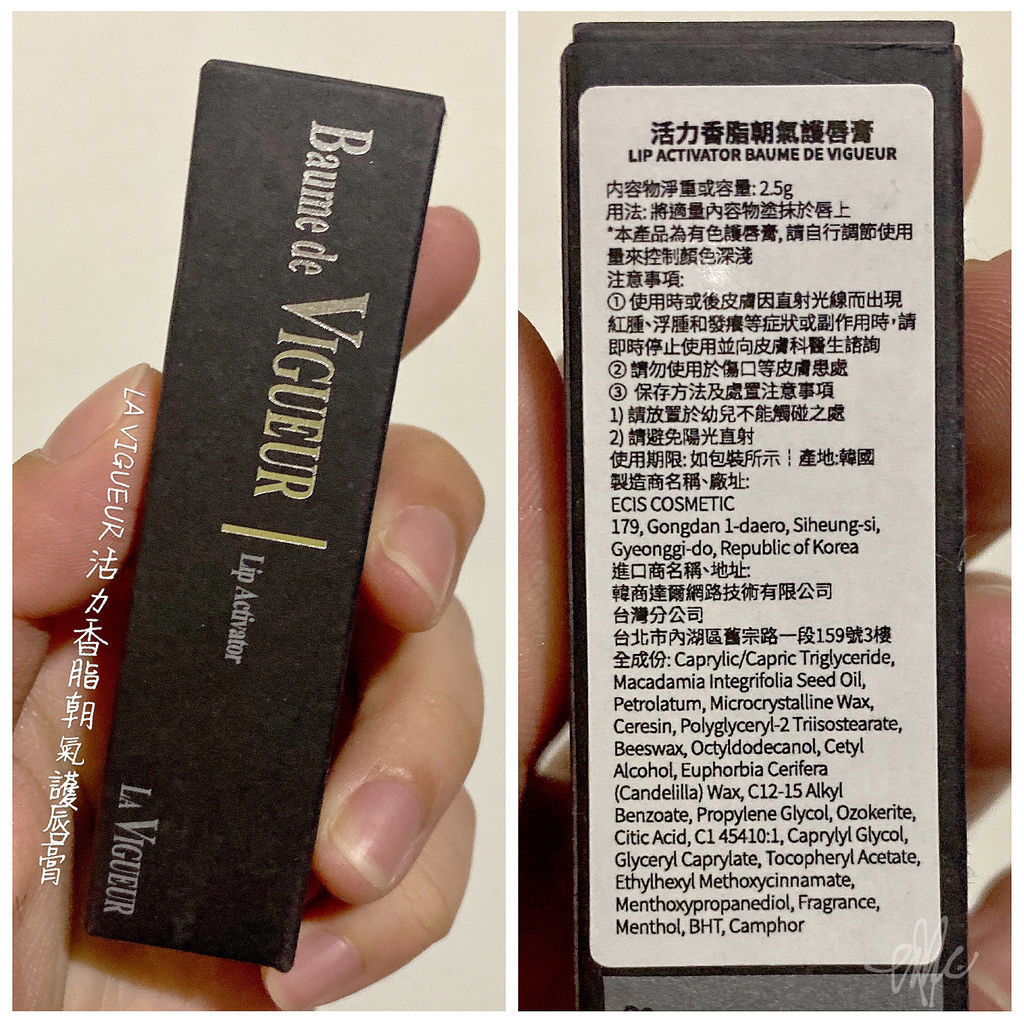 Baume de VIGUEUR | Lip Activator
LA VIGUEUR
LA VIGUEUR 活力香脂朝氣護唇膏
活力香脂朝氣護唇膏
LIP ACTIVATOR BAUME DE VIGUEUR
內容物淨重或容量: 2.5g
用法: 將適量內容物塗抹於唇上
*本產品為有色護唇膏, 請自行調節使用
量來控制顏色深淺
注意事項:
① 使用時或後皮膚因直射光線而出現
紅腫、浮腫和發癢等症狀或副作用時，請
即時停止使用並向皮膚科醫生諮詢
② 請勿使用於傷口等皮膚患處
③ 保存方法及處置注意事項
1) 請放置於幼兒不能觸碰之處
2) 請避免陽光直射
使用期限: 如包裝所示 ¦ 產地:韓國
製造商名稱、廠址:
ECIS COSMETIC
179, Gongdan 1-daero, Siheung-si,
Gyeonggi-do, Republic of Korea
進口商名稱、地址:
韓商達爾網路技術有限公司
台灣分公司
台北市內湖區舊宗路一段159號3樓
全成份: Caprylic/Capric Triglyceride,
Macadamia Integrifolia Seed Oil,
Petrolatum, Microcrystalline Wax,
Ceresin, Polyglyceryl-2 Triisostearate,
Beeswax, Octyldodecanol, Cetyl
Alcohol, Euphorbia Cerifera
(Candelilla) Wax, C12-15 Alkyl
Benzoate, Propylene Glycol, Ozokerite,
Citic Acid, C1 45410:1, Caprylyl Glycol,
Glyceryl Caprylate, Tocopheryl Acetate,
Ethylhexyl Methoxycinnamate,
Menthoxypropanediol, Fragrance,
Menthol, BHT, Camphor